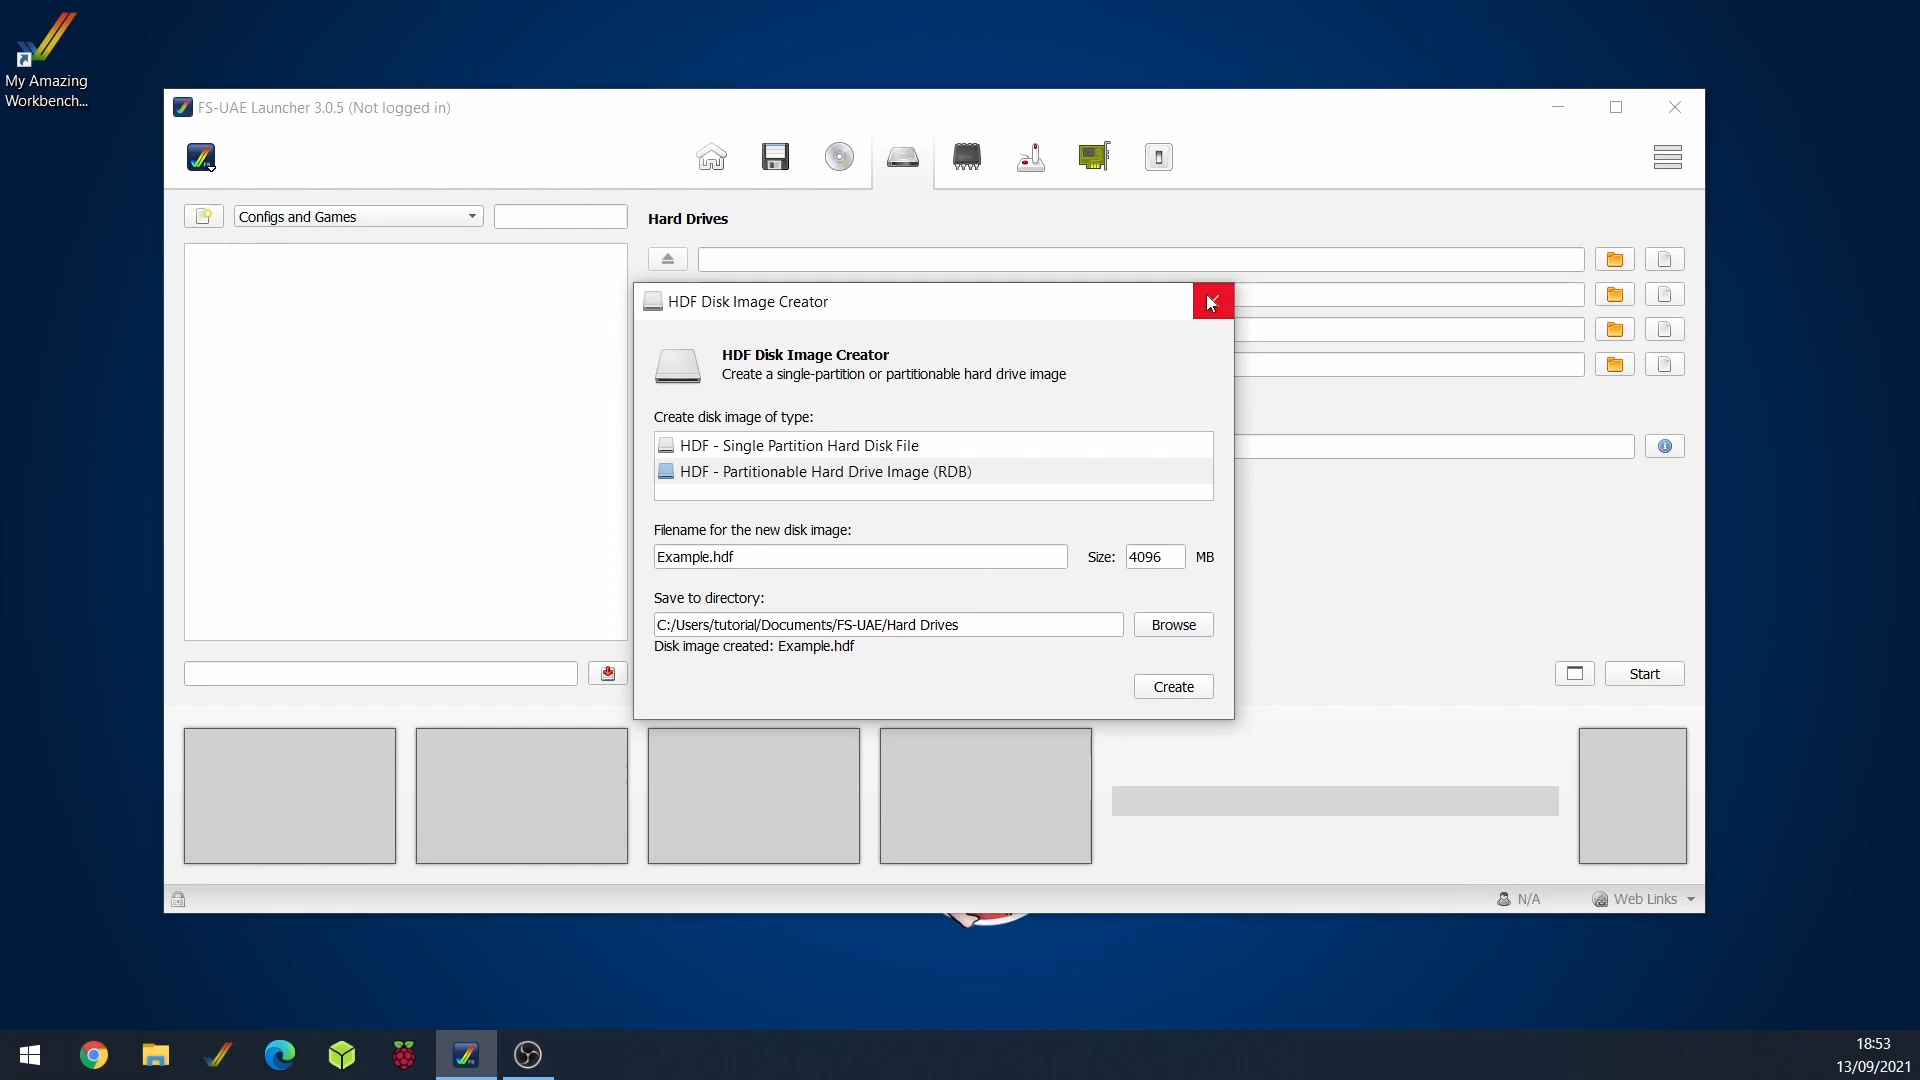 My Amazing
Workbench...
FS-UAE Launcher 3.0.5 (Not logged in)
Configs and Games
Hard Drives
HDF Disk Image Creator
HDF Disk Image Creator
Create a single-partition or partitionable hard drive image
Create disk image of type:
HDF - Single Partition Hard Disk File
HDF - Partitionable Hard Drive Image (RDB)
Filename for the new disk image:
Example.hdf Size: 4096 MB
Save to directory:
C:/Users/tutorial/Documents/FS-UAE/Hard Drives Browse
Disk image created: Example.hdf
Create
Start
N/A Web Links
18:53
13/09/2021